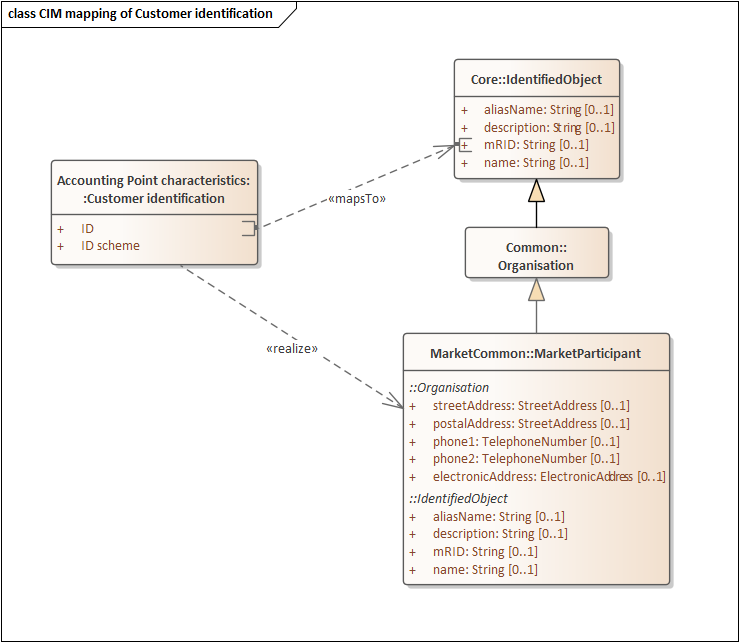 class CIM mapping of Customer identification
Core::IdentifiedObject
+ aliasName: String [0..1]
+ description: String [0..1]
+ mRID: String [0..1]
+ name: String [0..1]
Accounting Point characteristics:
:Customer identification
+ ID
+ ID scheme
«mapsTo»
Common::
Organisation
«realize»
MarketCommon::MarketParticipant
::Organisation
+ streetAddress: StreetAddress [0..1]
+ postalAddress: StreetAddress [0..1]
+ phone1: TelephoneNumber [0..1]
+ phone2: TelephoneNumber [0..1]
+ electronicAddress: ElectronicAddress [0..1]
::IdentifiedObject
+ aliasName: String [0..1]
+ description: String [0..1]
+ mRID: String [0..1]
+ name: String [0..1]